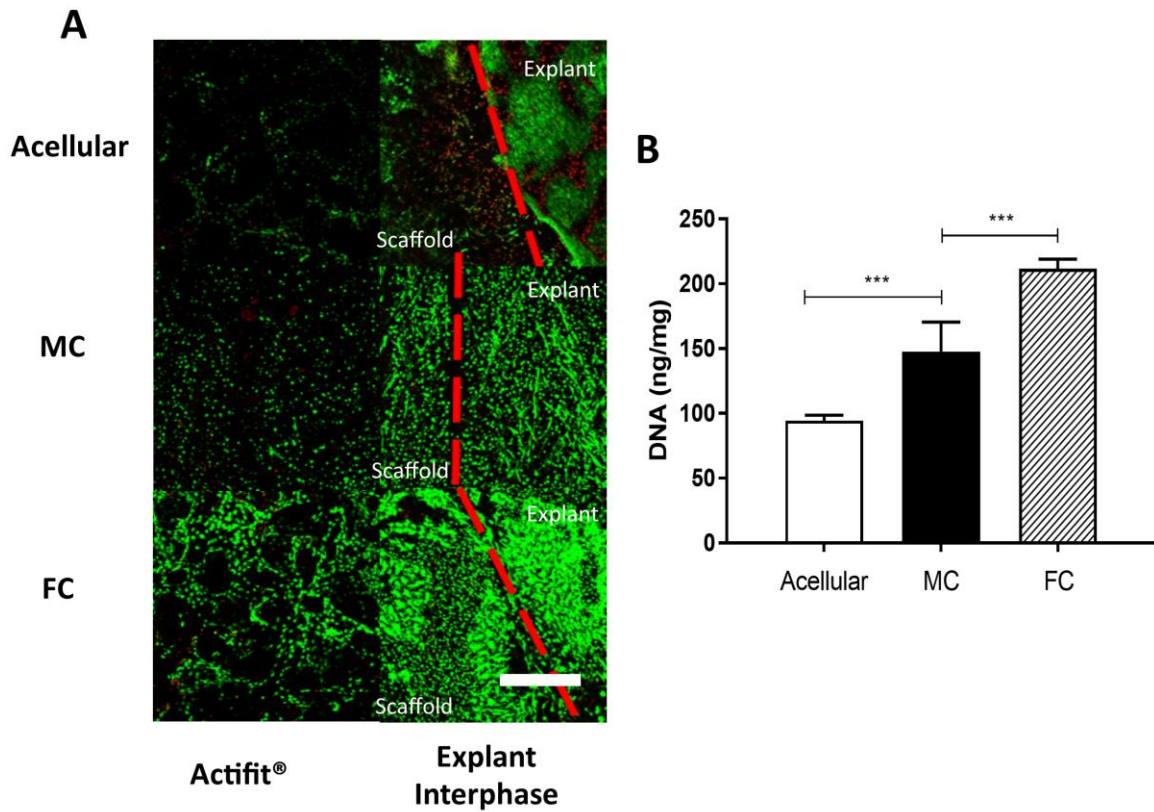 A
Acellular
Explant
Scaffold
MC
Explant
Scaffold
FC
Explant
Scaffold
Actifit®
Explant
Interphase
B
DNA (ng/mg)
250
200
150
100
50
0
***
***
Acellular
MC
FC